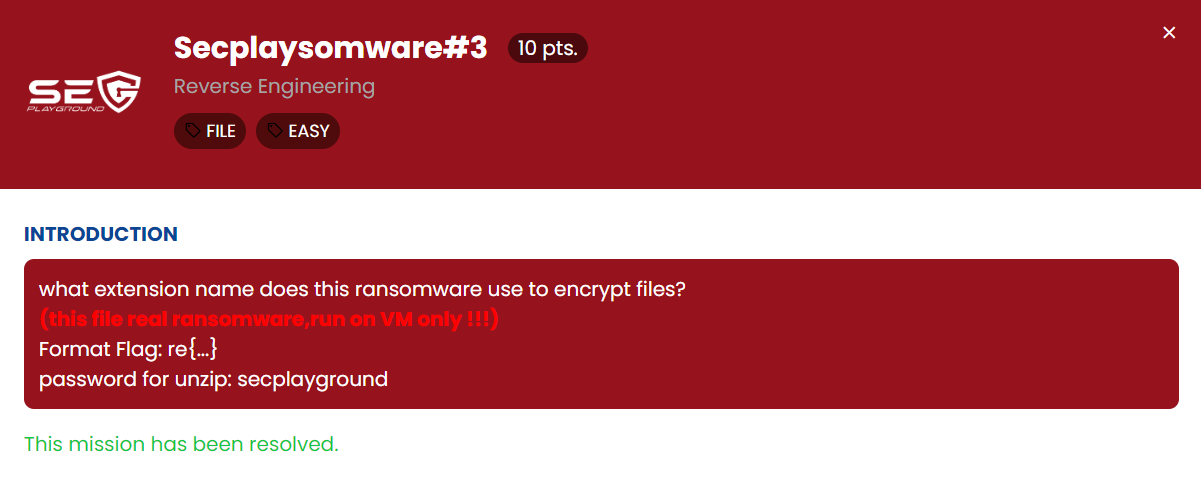 Secplaysomware#3 10 pts.
×
SEC
PLAYGROUND
Reverse Engineering
FILE EASY
INTRODUCTION
what extension name does this ransomware use to encrypt files?
(this file real ransomware,run on VM only !!!)
Format Flag: re{...}
password for unzip: secplayground
This mission has been resolved.